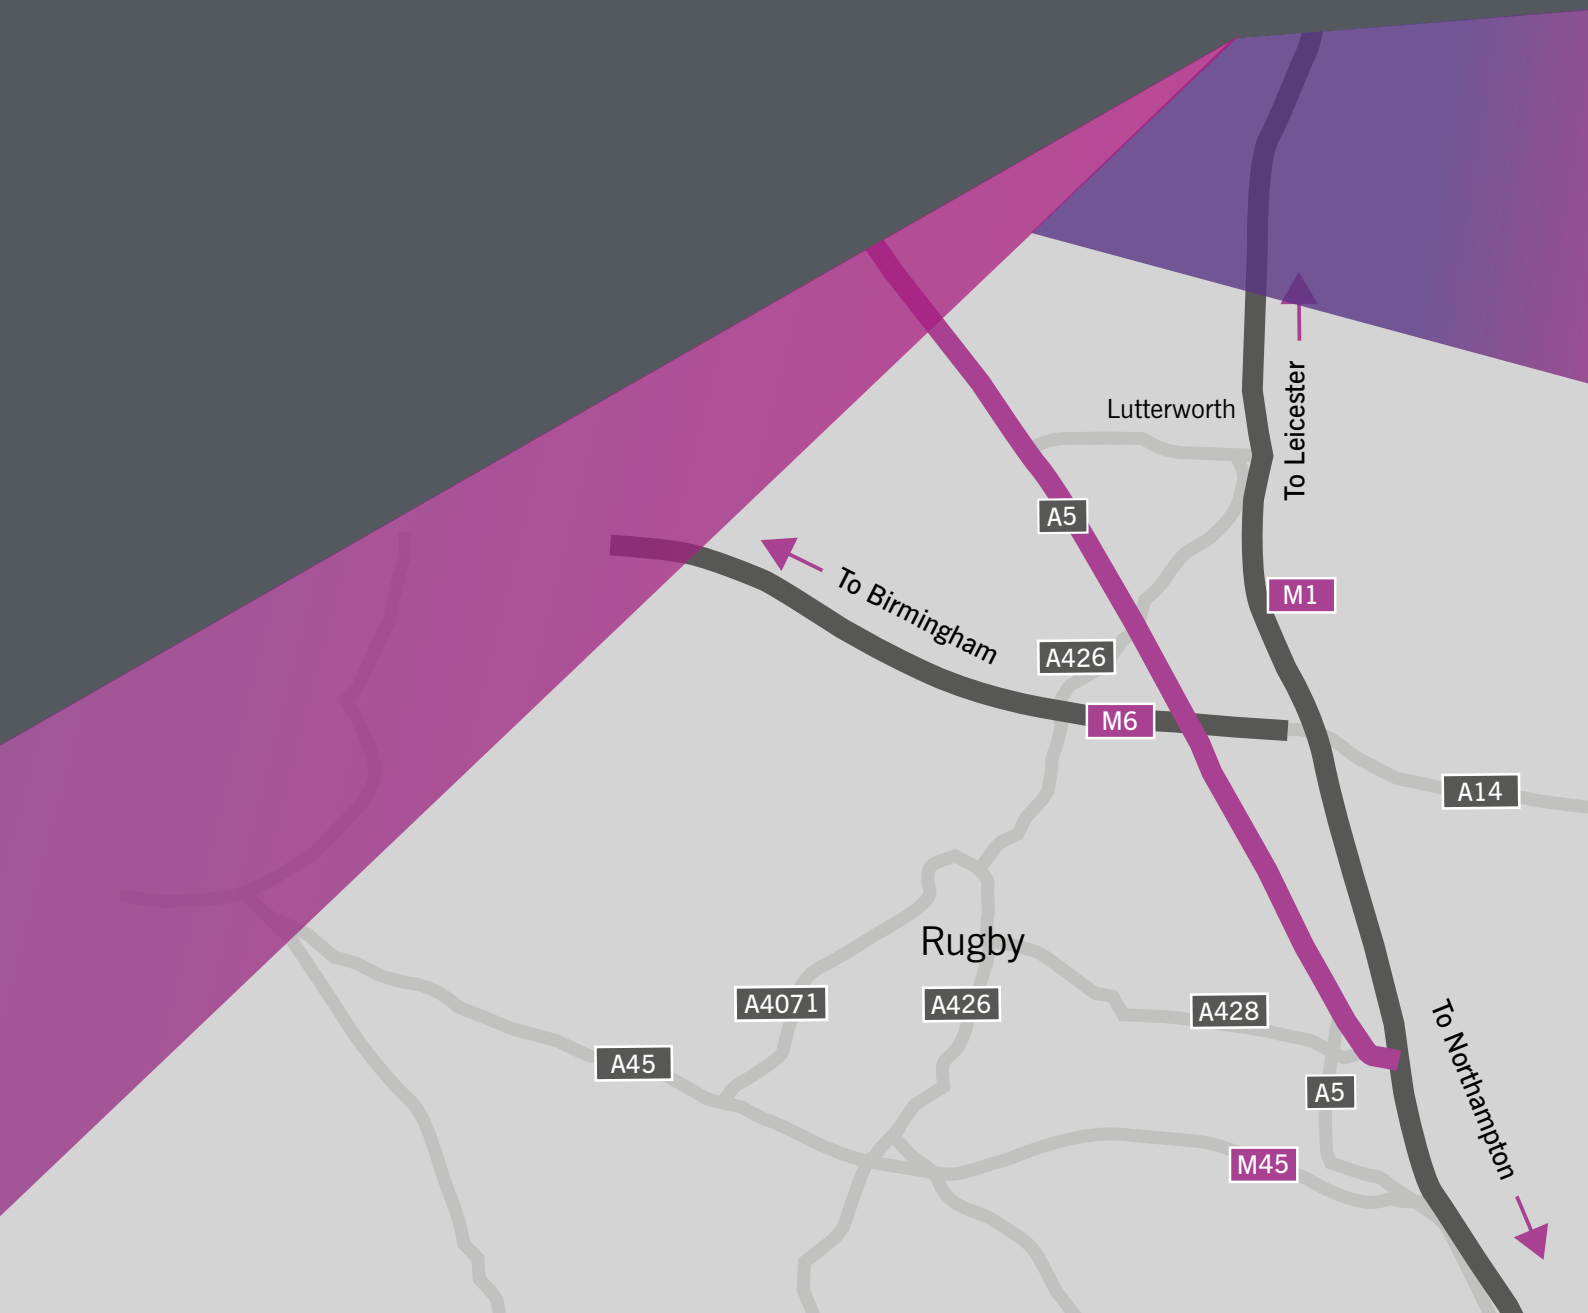 Lutterworth
To Leicester
A5
To Birmingham
M1
A426
M6
A14
Rugby
A4071
A426
A428
To Northampton
A45
A5
M45